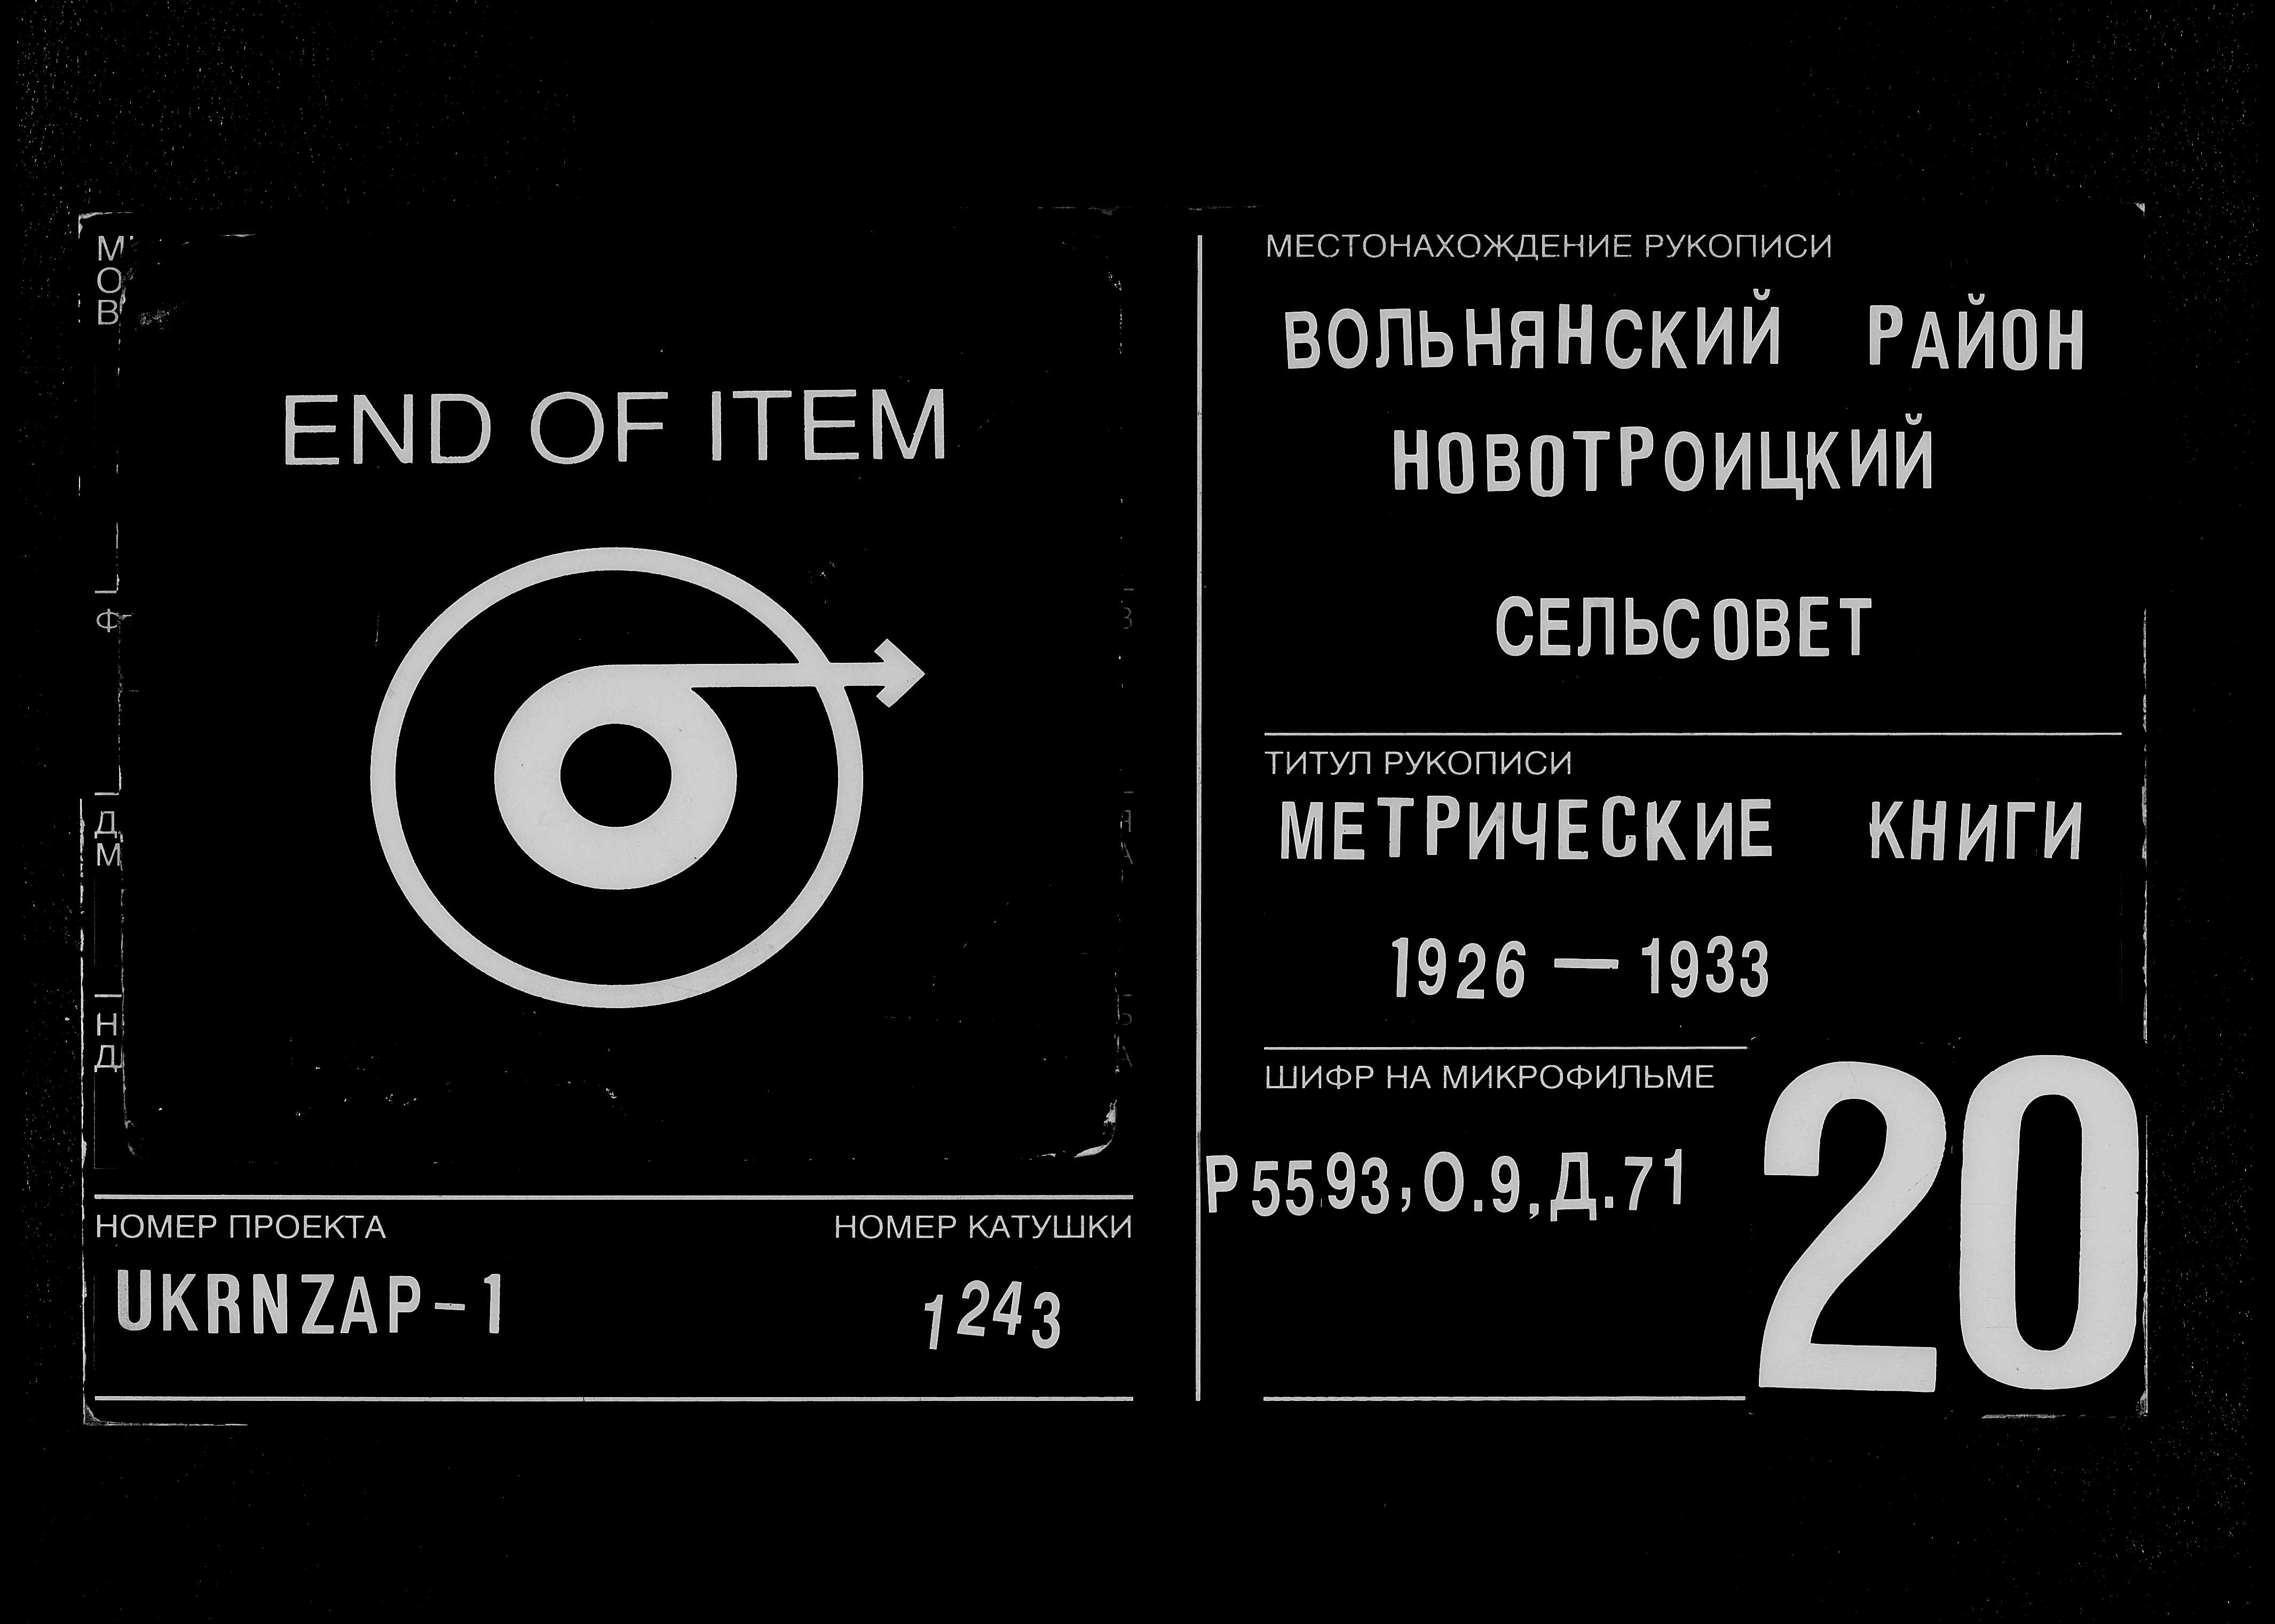 END OF ITEM
НОМЕР ПРОЕКТА
UKRNZAP-1
НОМЕР КАТУШКИ
1243
МЕСТОНАХОЖДЕНИЕ РУКОПИСИ
ВОЛЬНЯНСКИЙ РАЙОН
НОВОТРОИЦКИЙ
СЕЛЬСОВЕТ
ТИТУЛ РУКОПИСИ
МЕТРИЧЕСКИЕ КНИГИ
1926 — 1933
ШИФР НА МИКРОФИЛЬМЕ
Р5593,О.9,Д.71
20